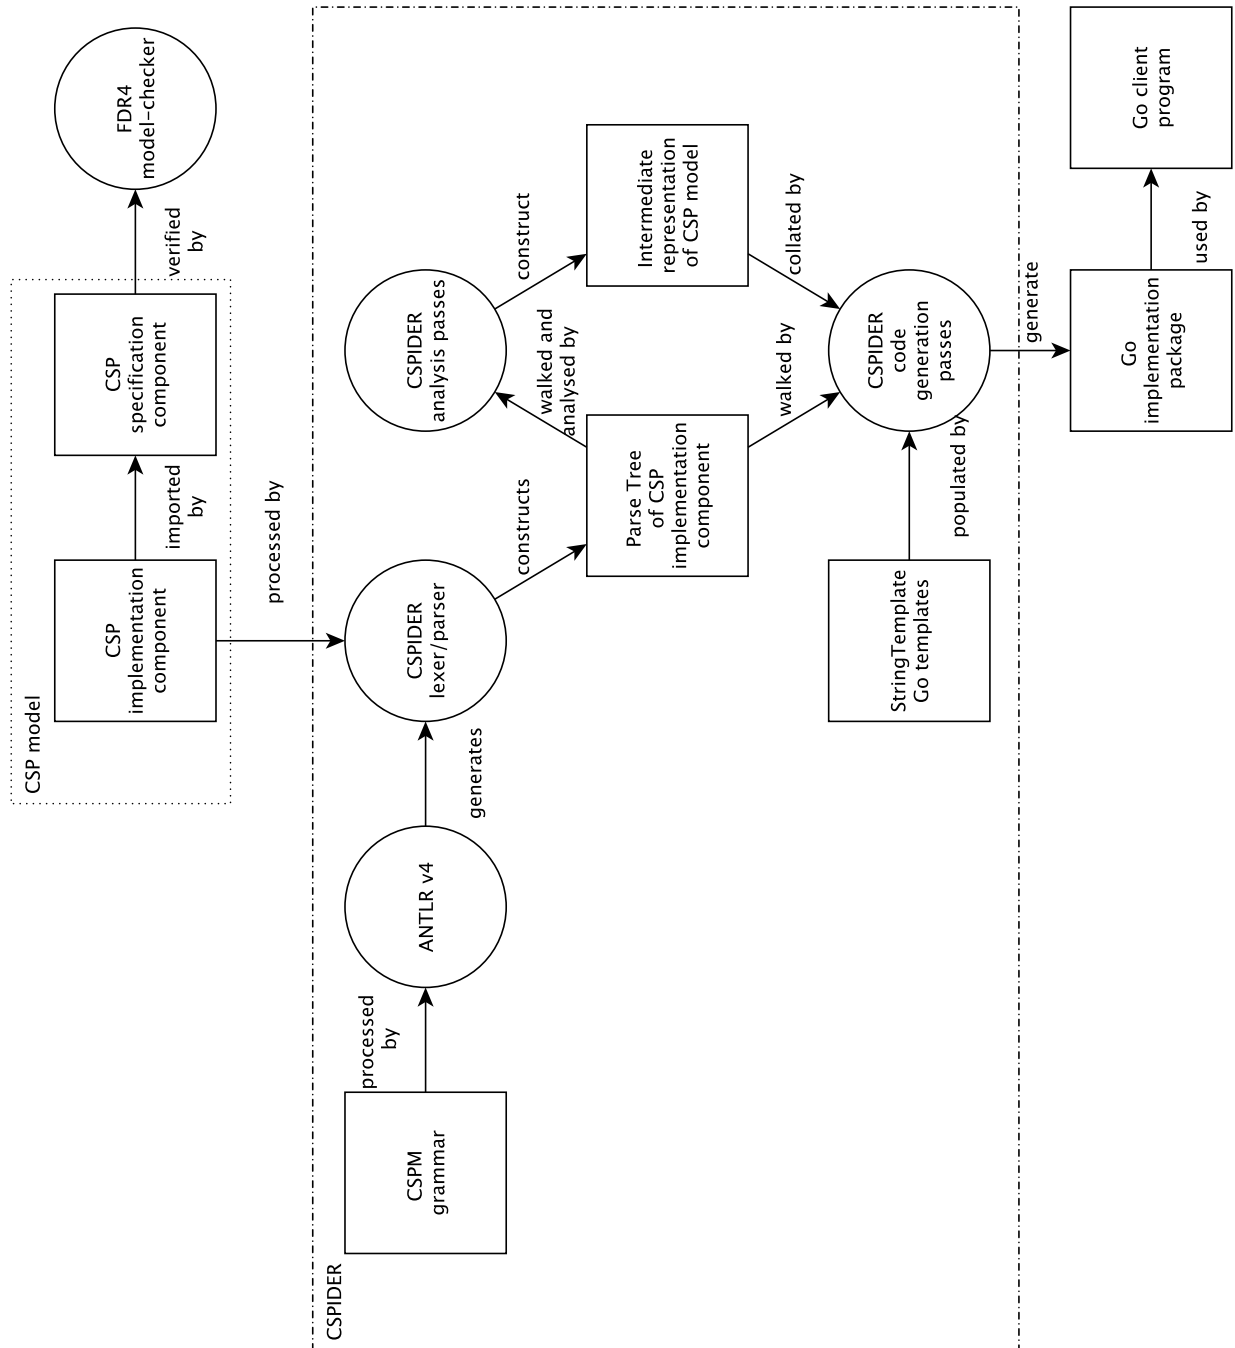 CSP model
CSP
implementation
component
imported
by
CSP
specification
component
verified
by
FDR4
model-checker
processed by
CSPIDER
CSPM
grammar
processed
by
ANTLR v4
generates
CSPIDER
lexer/parser
constructs
Parse Tree
of CSP
implementation
component
walked and
analysed by
CSPIDER
analysis passes
construct
Intermediate
representation
of CSP model
collated by
walked by
StringTemplate
Go templates
populated by
CSPIDER
code
generation
passes
generate
Go
implementation
package
used by
Go client
program